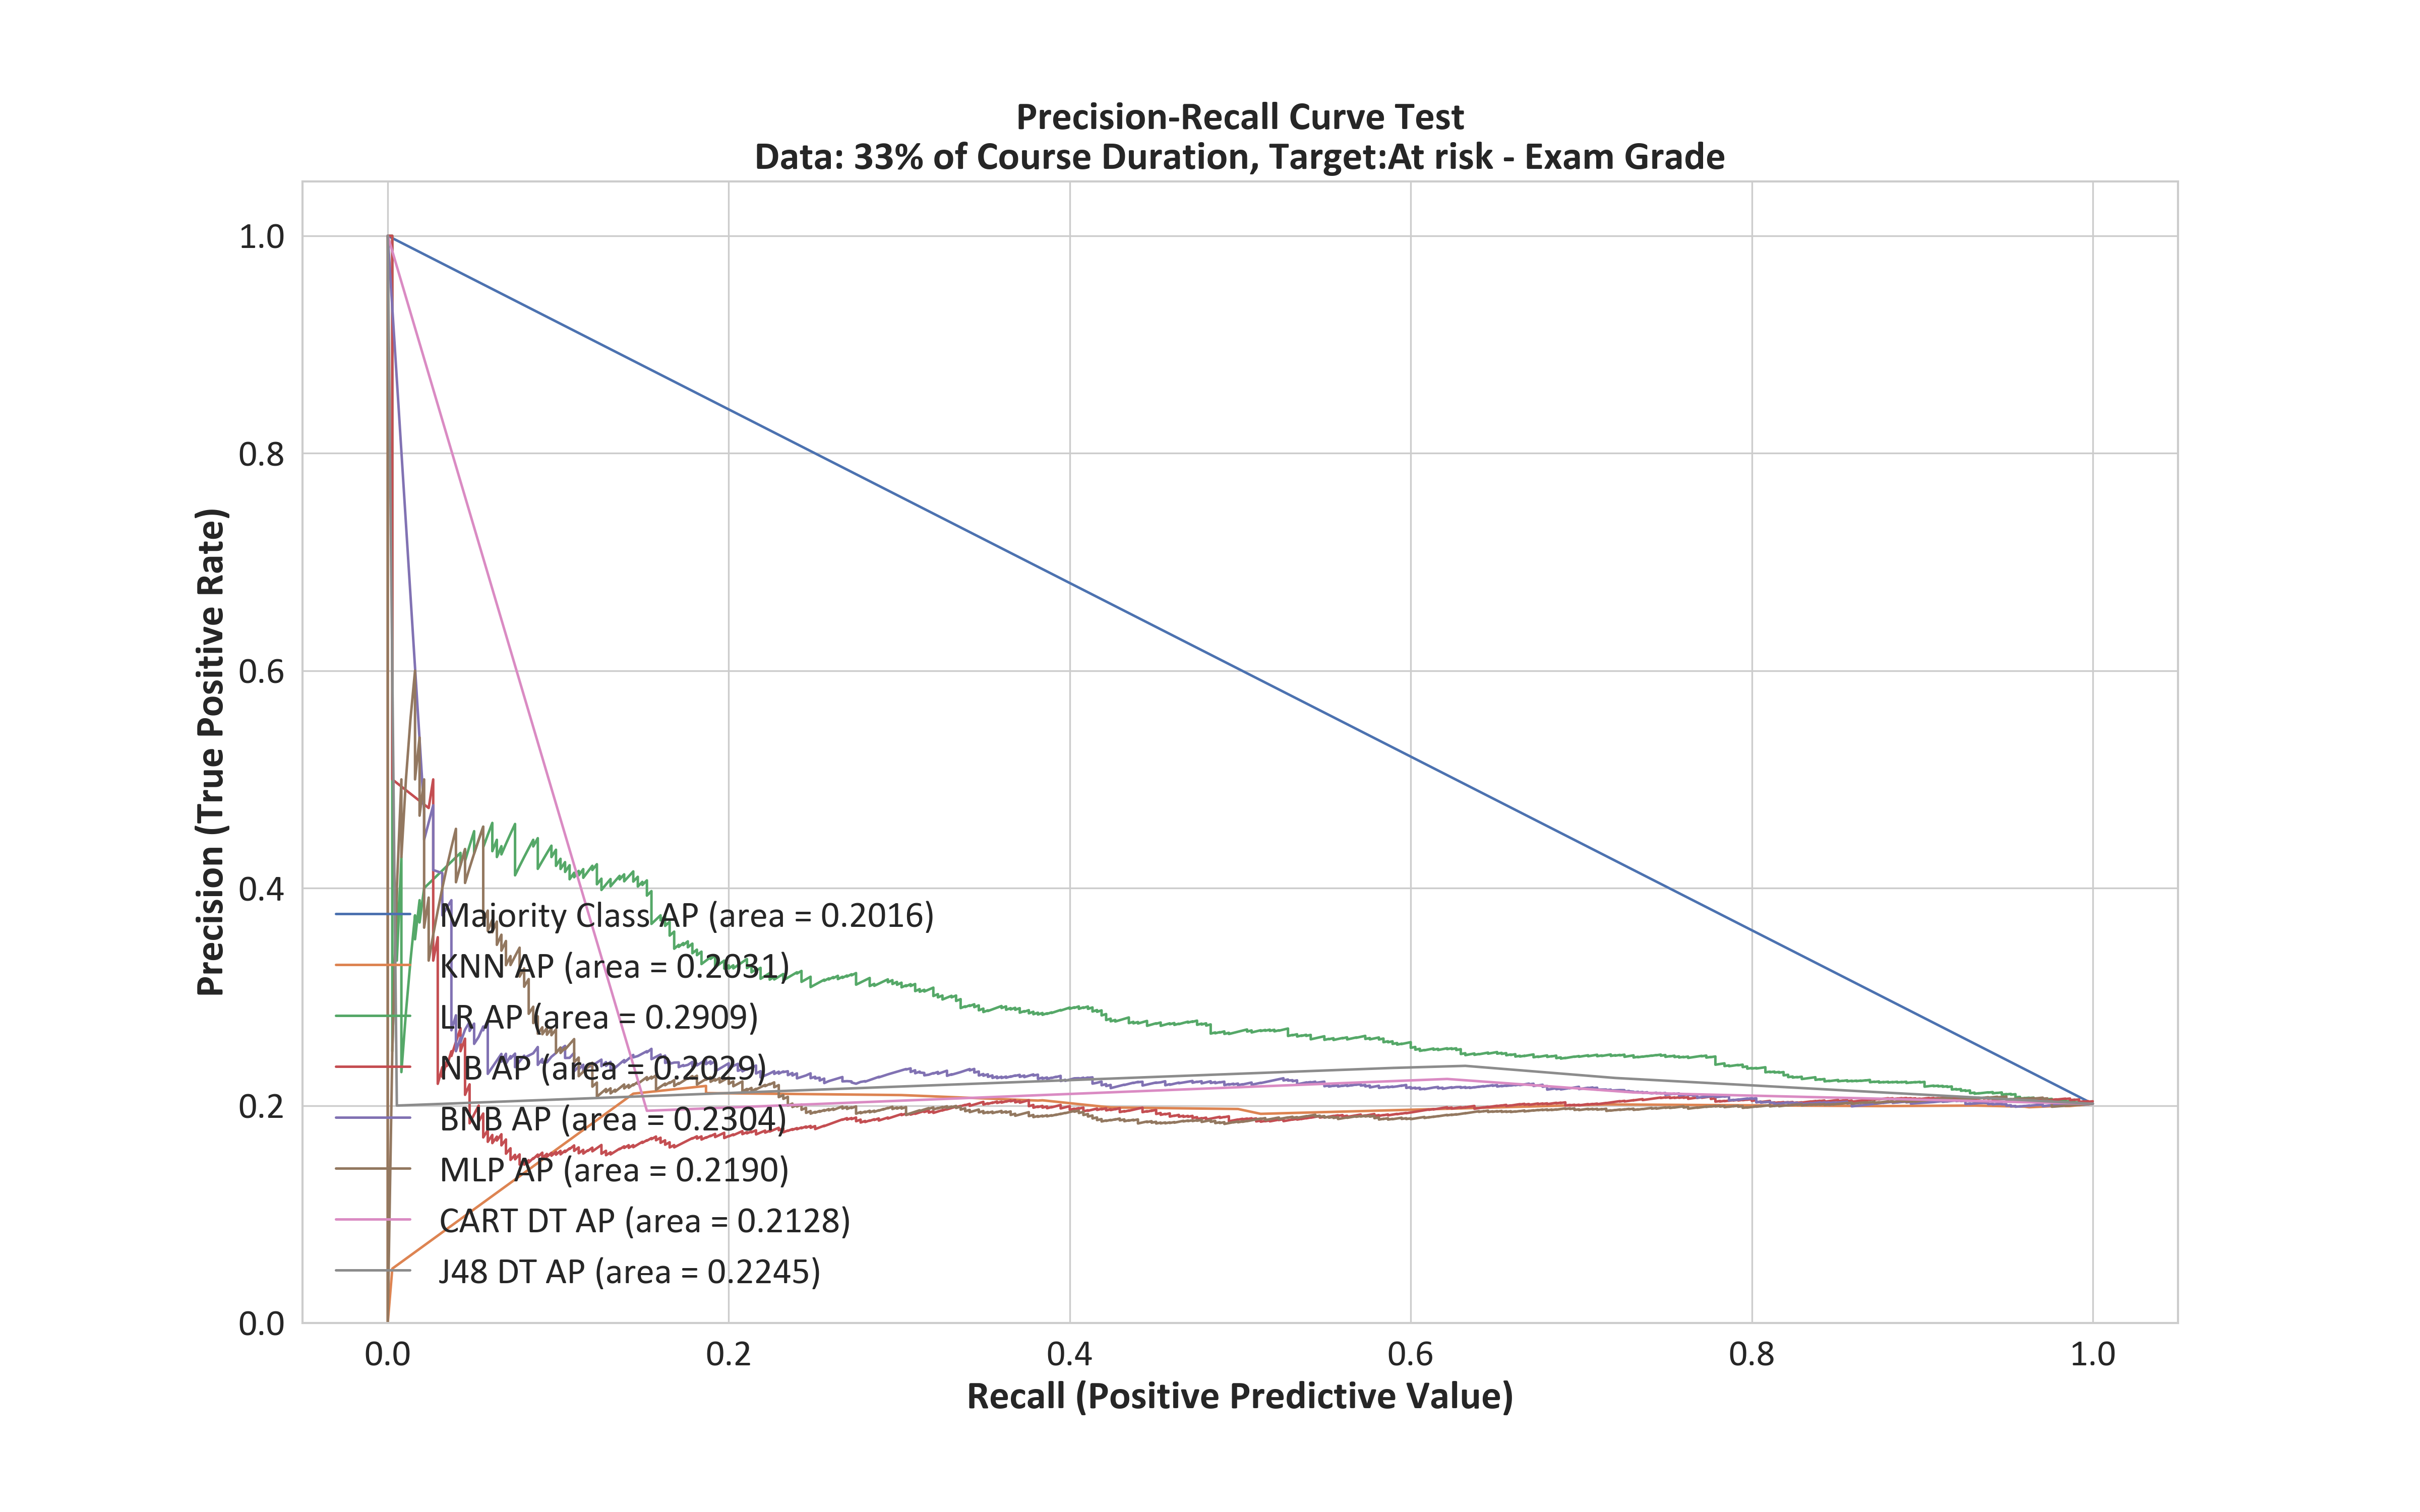 Precision-Recall Curve Test
Data: 33% of Course Duration, Target:At risk - Exam Grade
Precision (True Positive Rate)
1.0
0.8
0.6
0.4
0.2
0.0
Majority Class AP (area = 0.2016)
KNN AP (area = 0.2031)
LR AP (area = 0.2909)
NB AP (area = 0.2029)
BNB AP (area = 0.2304)
MLP AP (area = 0.2190)
CART DT AP (area = 0.2128)
J48 DT AP (area = 0.2245)
0.0 0.2 0.4 0.6 0.8 1.0
Recall (Positive Predictive Value)